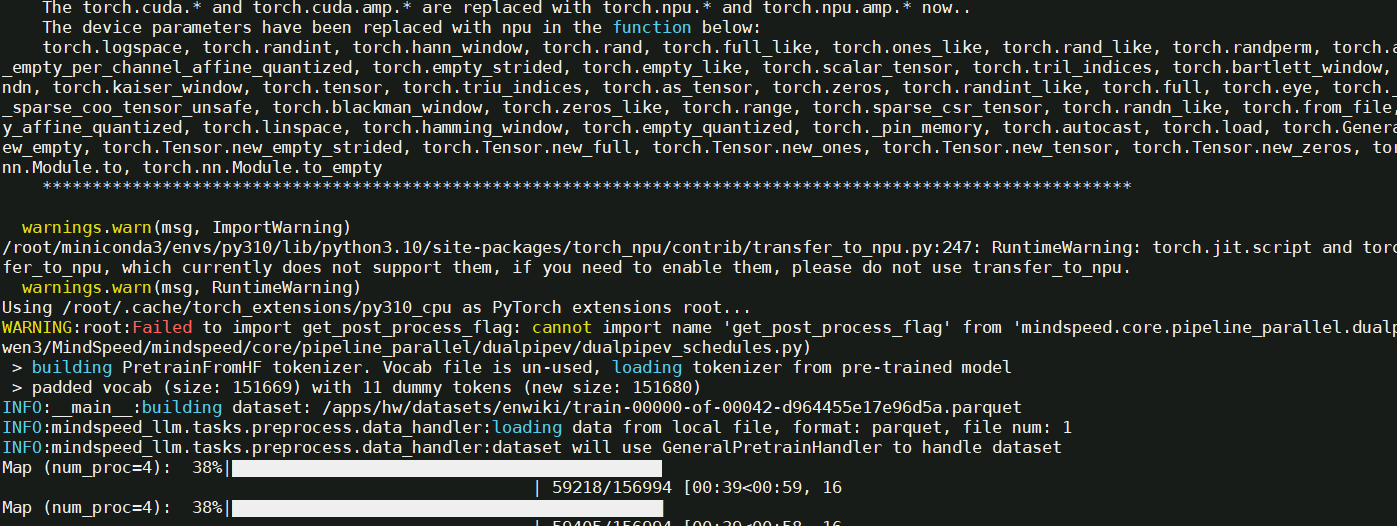 The torch.cuda.* and torch.cuda.amp.* are replaced with torch.npu.* and torch.npu.amp.* now..
The device parameters have been replaced with npu in the function below:
torch.logspace, torch.randint, torch.hann_window, torch.rand, torch.full_like, torch.ones_like, torch.rand_like, torch.randperm, torch.a
_empty_per_channel_affine_quantized, torch.empty_strided, torch.empty_like, torch.scalar_tensor, torch.tril_indices, torch.bartlett_window,
ndn, torch.kaiser_window, torch.tensor, torch.triu_indices, torch.as_tensor, torch.zeros, torch.randint_like, torch.full, torch.eye, torch._
_sparse_coo_tensor_unsafe, torch.blackman_window, torch.zeros_like, torch.range, torch.sparse_csr_tensor, torch.randn_like, torch.from_file,
y_affine_quantized, torch.linspace, torch.hamming_window, torch.empty_quantized, torch._pin_memory, torch.autocast, torch.load, torch.Genera
ew_empty, torch.Tensor.new_empty_strided, torch.Tensor.new_full, torch.Tensor.new_ones, torch.Tensor.new_tensor, torch.Tensor.new_zeros, tor
nn.Module.to, torch.nn.Module.to_empty
*************************************************************************************************************
warnings.warn(msg, ImportWarning)
/root/miniconda3/envs/py310/lib/python3.10/site-packages/torch_npu/contrib/transfer_to_npu.py:247: RuntimeWarning: torch.jit.script and torc
fer_to_npu, which currently does not support them, if you need to enable them, please do not use transfer_to_npu.
warnings.warn(msg, RuntimeWarning)
Using /root/.cache/torch_extensions/py310_cpu as PyTorch extensions root...
WARNING:root:Failed to import get_post_process_flag: cannot import name 'get_post_process_flag' from 'mindspeed.core.pipeline_parallel.dualp
wen3/MindSpeed/mindspeed/core/pipeline_parallel/dualpipev/dualpipev_schedules.py)
> building PretrainFromHF tokenizer. Vocab file is un-used, loading tokenizer from pre-trained model
> padded vocab (size: 151669) with 11 dummy tokens (new size: 151680)
INFO:__main__:building dataset: /apps/hw/datasets/enwiki/train-00000-of-00042-d964455e17e96d5a.parquet
INFO:mindspeed_llm.tasks.preprocess.data_handler:loading data from local file, format: parquet, file num: 1
INFO:mindspeed_llm.tasks.preprocess.data_handler:dataset will use GeneralPretrainHandler to handle dataset
Map (num_proc=4):  38%|
| 59218/156994 [00:39<00:59, 16
Map (num_proc=4):  38%|
| 59405/156994 [00:39<00:58, 16